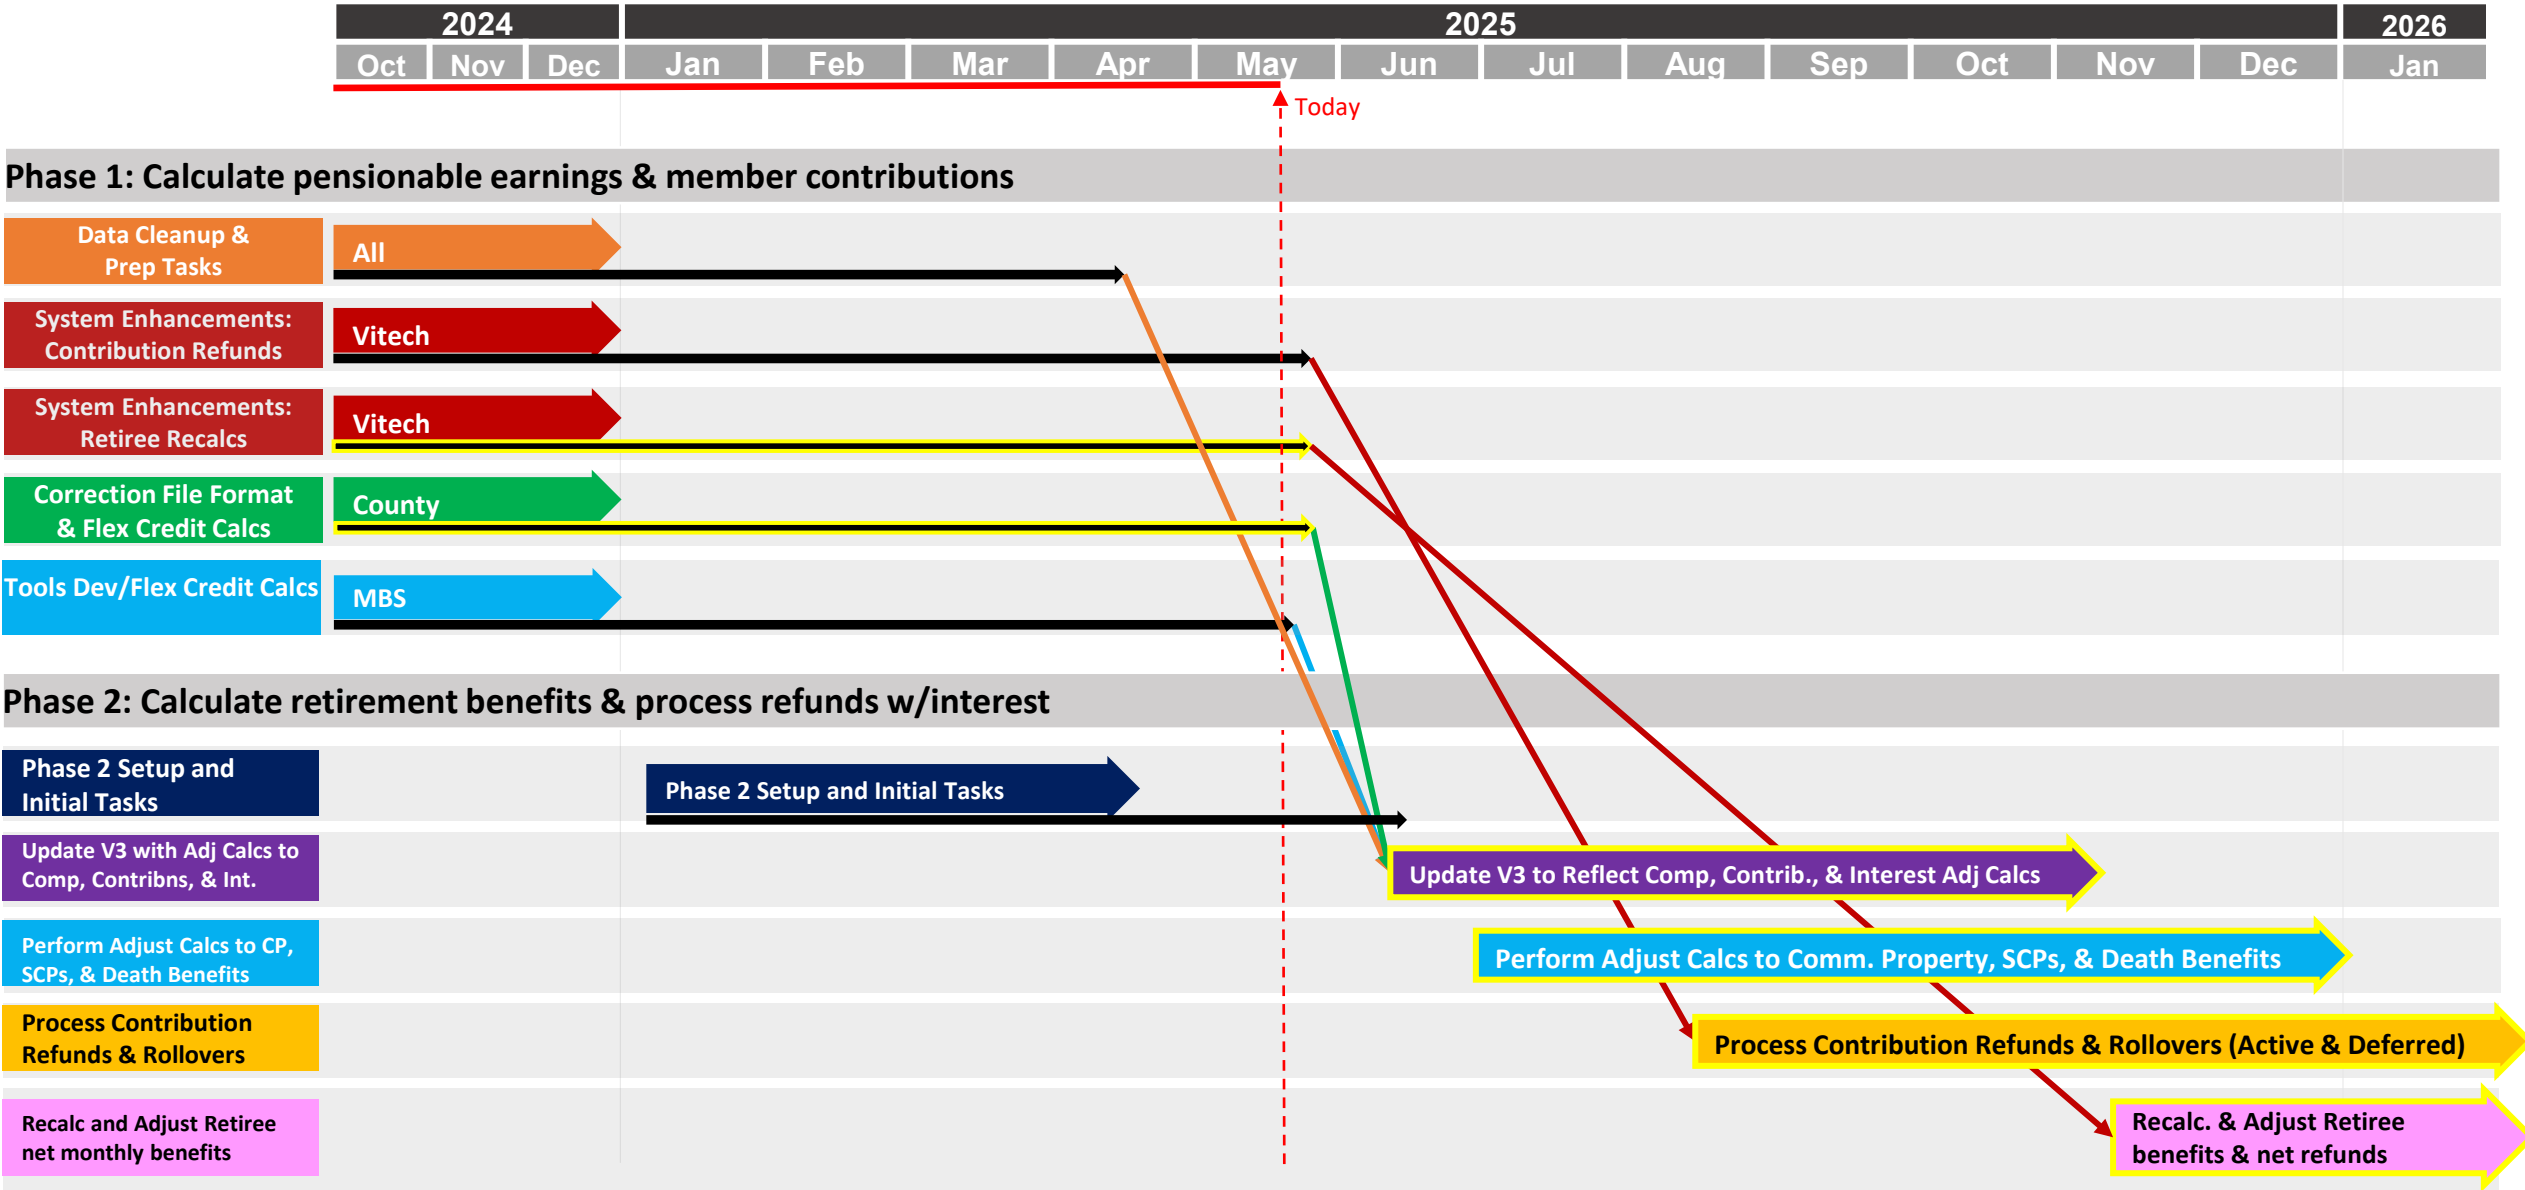 2024 2025 2026
Oct Nov Dec Jan Feb Mar Apr May Jun Jul Aug Sep Oct Nov Dec Jan
Today
Phase 1: Calculate pensionable earnings & member contributions
Data Cleanup &
Prep Tasks
All
System Enhancements:
Contribution Refunds
Vitech
System Enhancements:
Retiree Recalcs
Vitech
Correction File Format
& Flex Credit Calcs
County
Tools Dev/Flex Credit Calcs
MBS
Phase 2: Calculate retirement benefits & process refunds w/interest
Phase 2 Setup and
Initial Tasks
Phase 2 Setup and Initial Tasks
Update V3 with Adj Calcs to
Comp, Contribns, & Int.
Update V3 to Reflect Comp, Contrib., & Interest Adj Calcs
Perform Adjust Calcs to CP,
SCPs, & Death Benefits
Perform Adjust Calcs to Comm. Property, SCPs, & Death Benefits
Process Contribution
Refunds & Rollovers
Process Contribution Refunds & Rollovers (Active & Deferred)
Recalc and Adjust Retiree
net monthly benefits
Recalc. & Adjust Retiree
benefits & net refunds